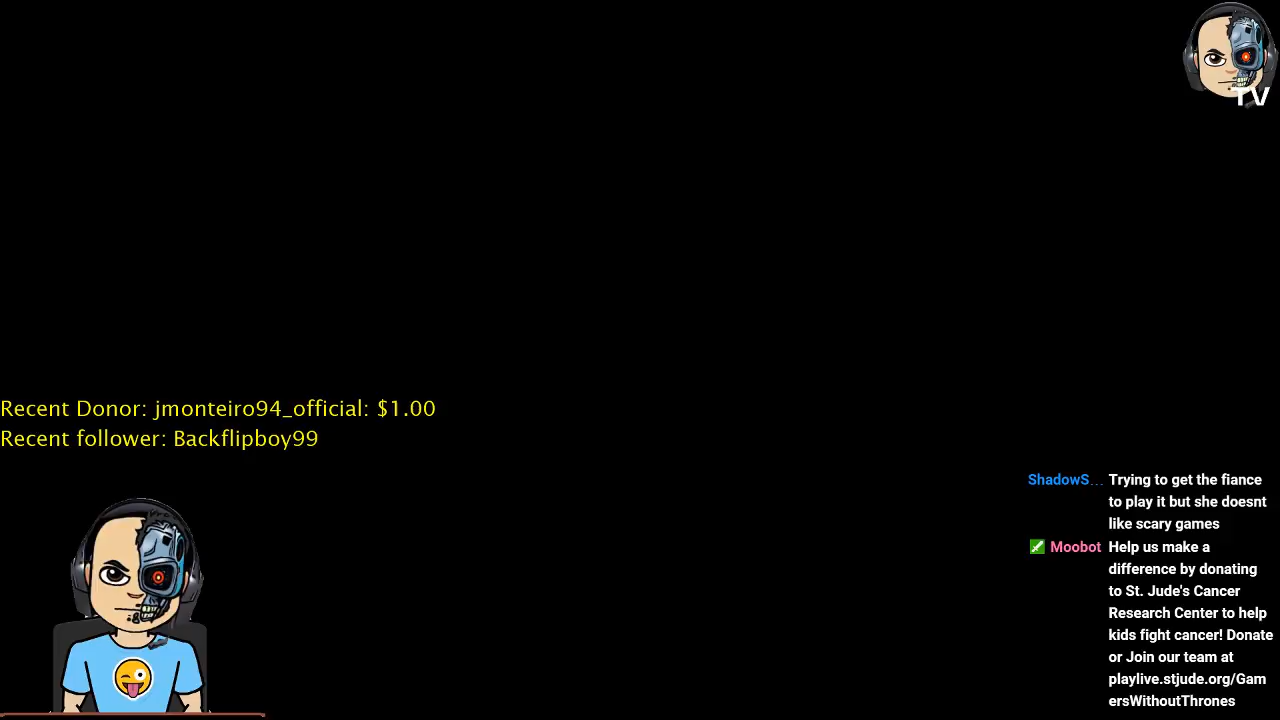 TV
Recent Donor: jmonteiro94_official: $1.00
Recent follower: Backflipboy99
ShadowS... Trying to get the fiance
to play it but she doesnt
like scary games
Moobot Help us make a
difference by donating
to St. Jude's Cancer
Research Center to help
kids fight cancer! Donate
or Join our team at
playlive.stjude.org/Gam
ersWithoutThrones